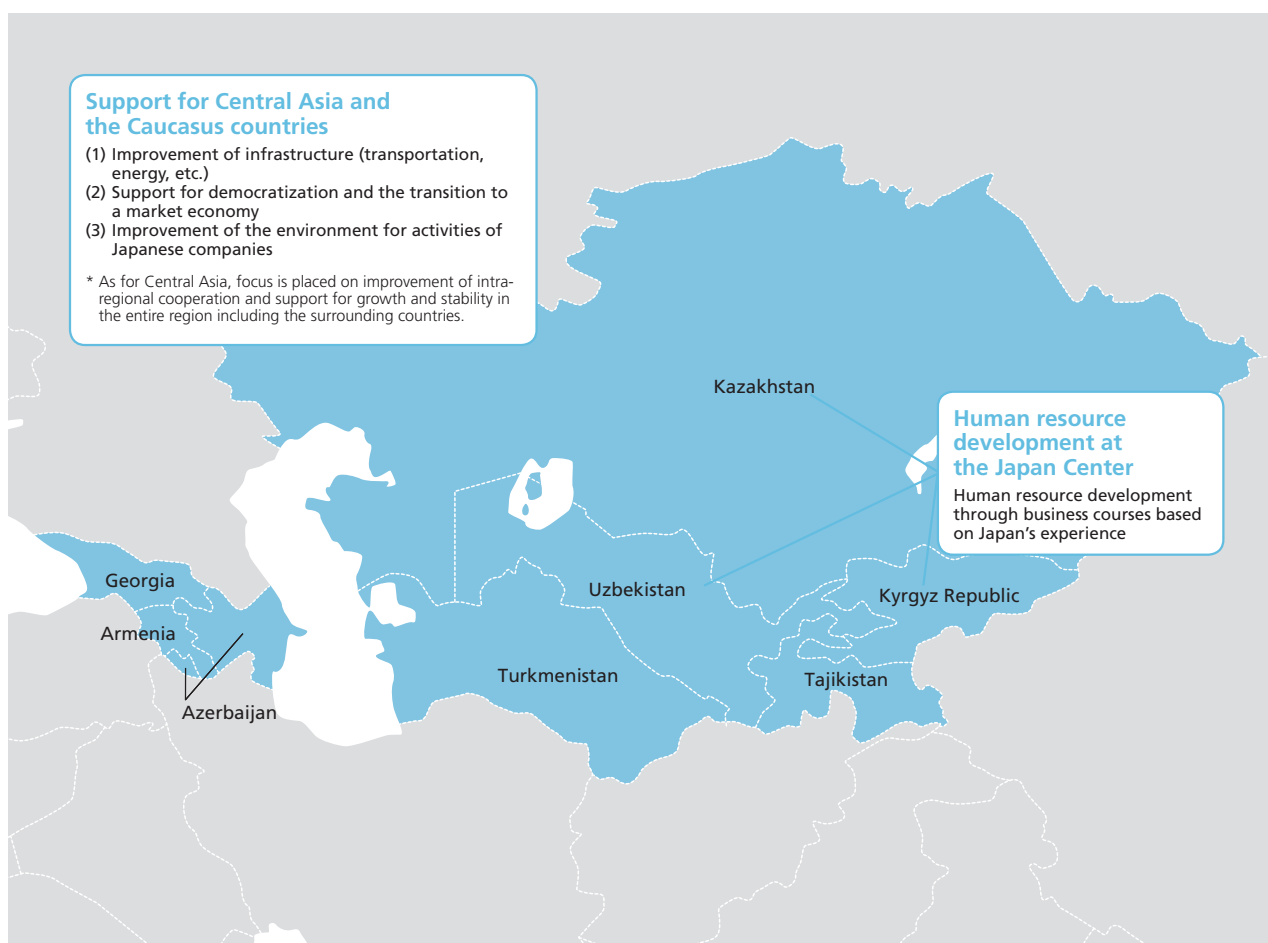 Support for Central Asia and
the Caucasus countries
(1) Improvement of infrastructure (transportation,
energy, etc.)
(2) Support for democratization and the transition to
a market economy
(3) Improvement of the environment for activities of
Japanese companies
* As for Central Asia, focus is placed on improvement of intra-
regional cooperation and support for growth and stability in
the entire region including the surrounding countries.
Kazakhstan
Human resource
development at
the Japan Center
Human resource development
through business courses based
on Japan's experience
Georgia
Uzbekistan
Kyrgyz Republic
Armenia
Turkmenistan
Tajikistan
Azerbaijan